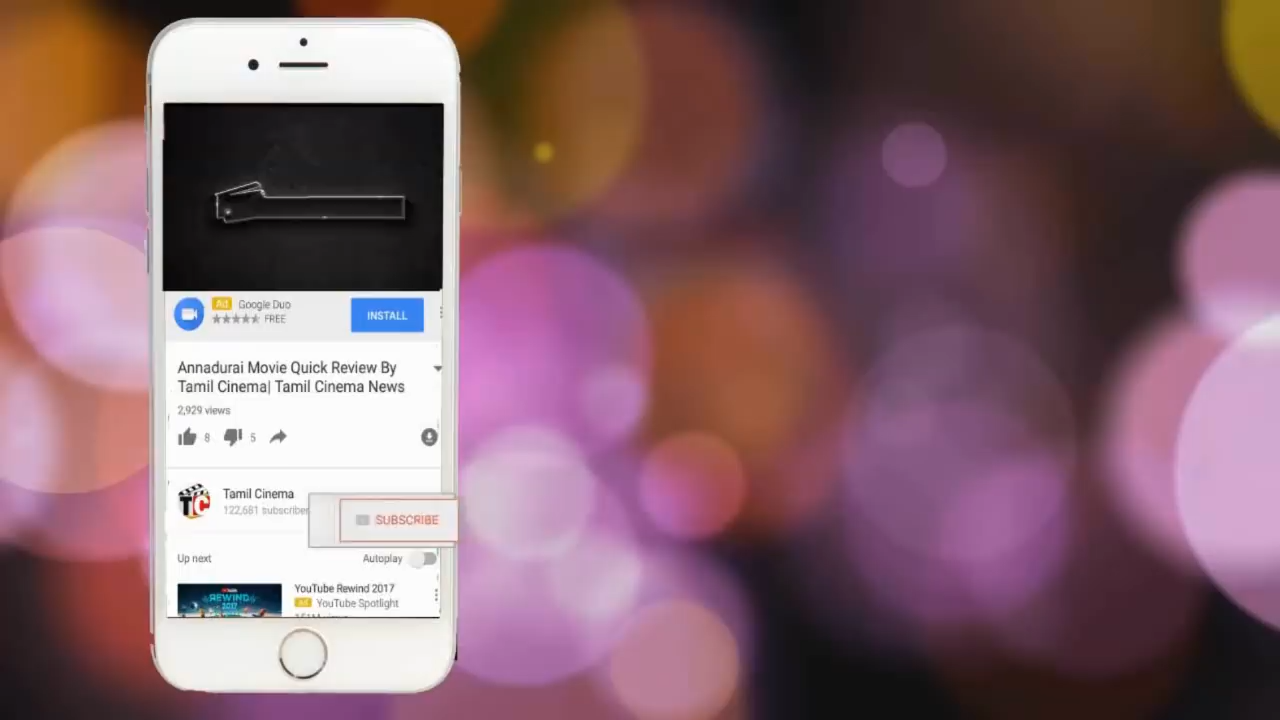 Ad Google Duo
FREE
INSTALL
Annadurai Movie Quick Review By
Tamil Cinema| Tamil Cinema News
2,929 views
8 5
TC
Tamil Cinema
122,681 subscriber
SUBSCRIBE
Up next
Autoplay
REWIND
2017
YouTube Rewind 2017
Ad YouTube Spotlight